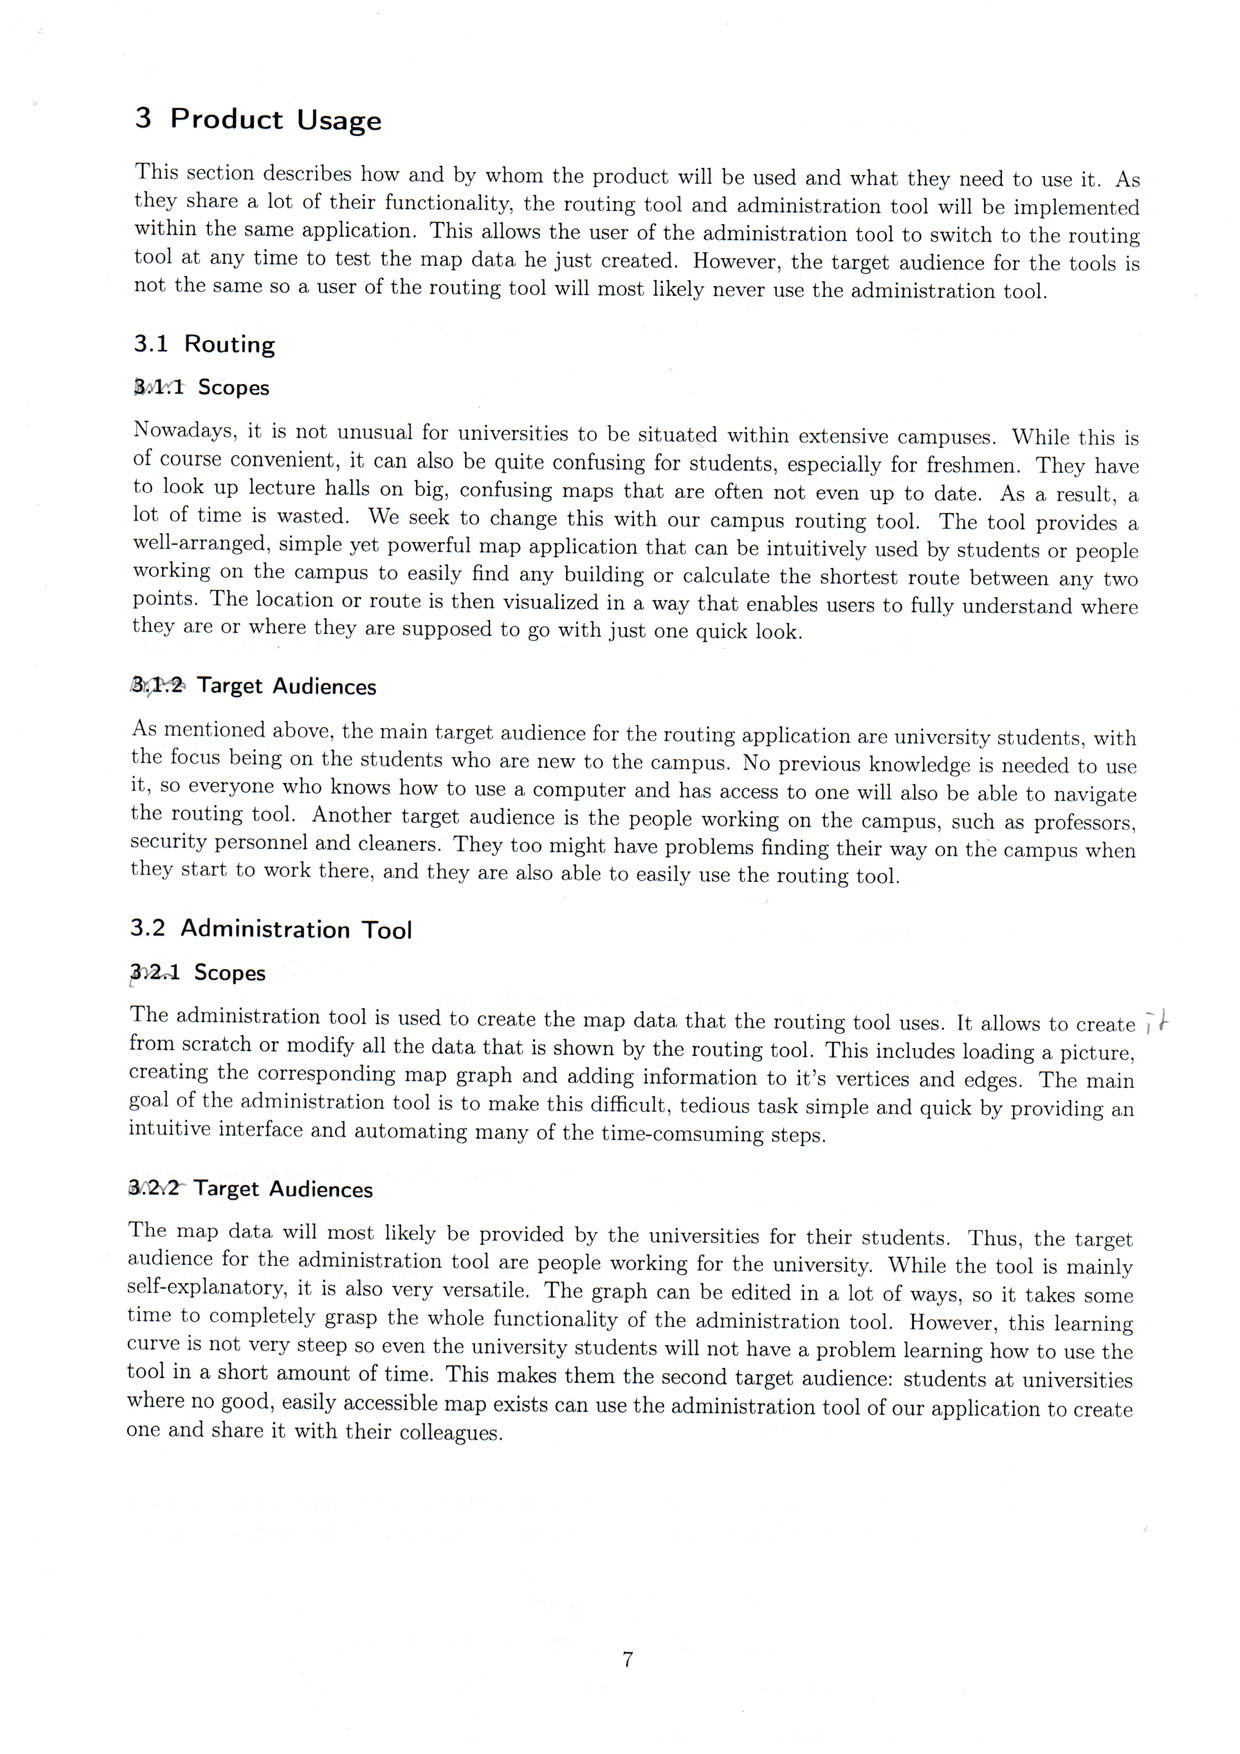 3 Product Usage
This section describes how and by whom the product will be used and what they need to use it. As
they share a lot of their functionality, the routing tool and administration tool will be implemented
within the same application. This allows the user of the administration tool to switch to the routing
tool at any time to test the map data he just created. However, the target audience for the tools is
not the same so a user of the routing tool will most likely never use the administration tool.
3.1 Routing
3.1.1 Scopes
Nowadays, it is not unusual for universities to be situated within extensive campuses. While this is
of course convenient, it can also be quite confusing for students, especially for freshmen. They have
to look up lecture halls on big, confusing maps that are often not even up to date. As a result, a
lot of time is wasted. We seek to change this with our campus routing tool. The tool provides a
well-arranged, simple yet powerful map application that can be intuitively used by students or people
working on the campus to easily find any building or calculate the shortest route between any two
points. The location or route is then visualized in a way that enables users to fully understand where
they are or where they are supposed to go with just one quick look.
3.1.2 Target Audiences
As mentioned above, the main target audience for the routing application are university students, with
the focus being on the students who are new to the campus. No previous knowledge is needed to use
it, so everyone who knows how to use a computer and has access to one will also be able to navigate
the routing tool. Another target audience is the people working on the campus, such as professors,
security personnel and cleaners. They too might have problems finding their way on the campus when
they start to work there, and they are also able to easily use the routing tool.
3.2 Administration Tool
3.2.1 Scopes
The administration tool is used to create the map data that the routing tool uses. It allows to create it
from scratch or modify all the data that is shown by the routing tool. This includes loading a picture,
creating the corresponding map graph and adding information to it's vertices and edges. The main
goal of the administration tool is to make this difficult, tedious task simple and quick by providing an
intuitive interface and automating many of the time-comsuming steps.
3.2.2 Target Audiences
The map data will most likely be provided by the universities for their students. Thus, the target
audience for the administration tool are people working for the university. While the tool is mainly
self-explanatory, it is also very versatile. The graph can be edited in a lot of ways, so it takes some
time to completely grasp the whole functionality of the administration tool. However, this learning
curve is not very steep so even the university students will not have a problem learning how to use the
tool in a short amount of time. This makes them the second target audience: students at universities
where no good, easily accessible map exists can use the administration tool of our application to create
one and share it with their colleagues.
7